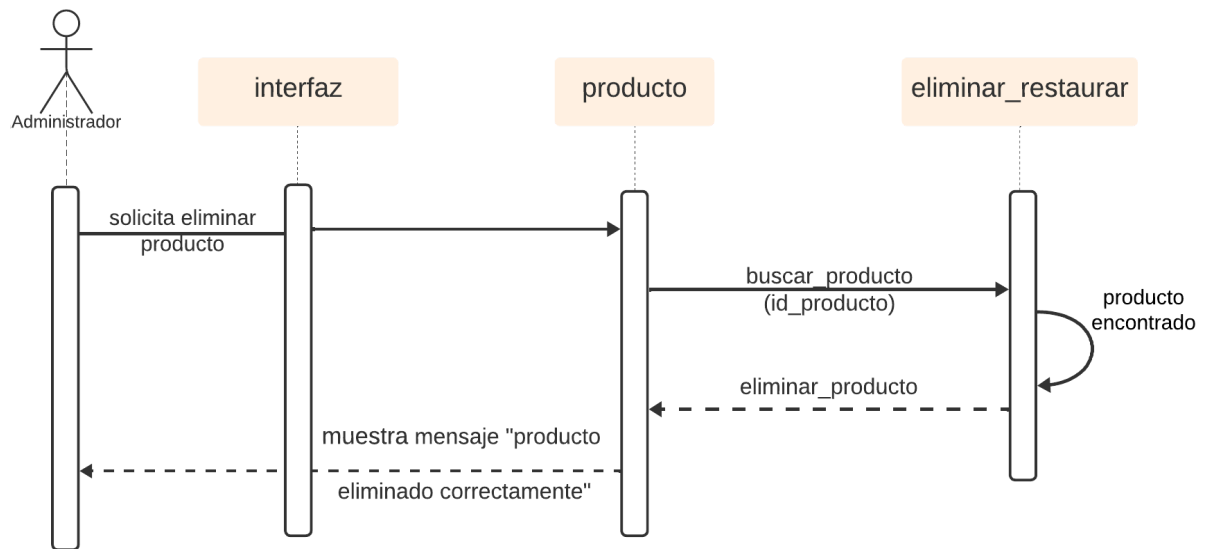 interfaz
producto
eliminar_restaurar
Administrador
solicita eliminar
producto
buscar_producto
(id_producto)
producto
encontrado
eliminar_producto
muestra mensaje "producto
eliminado correctamente"